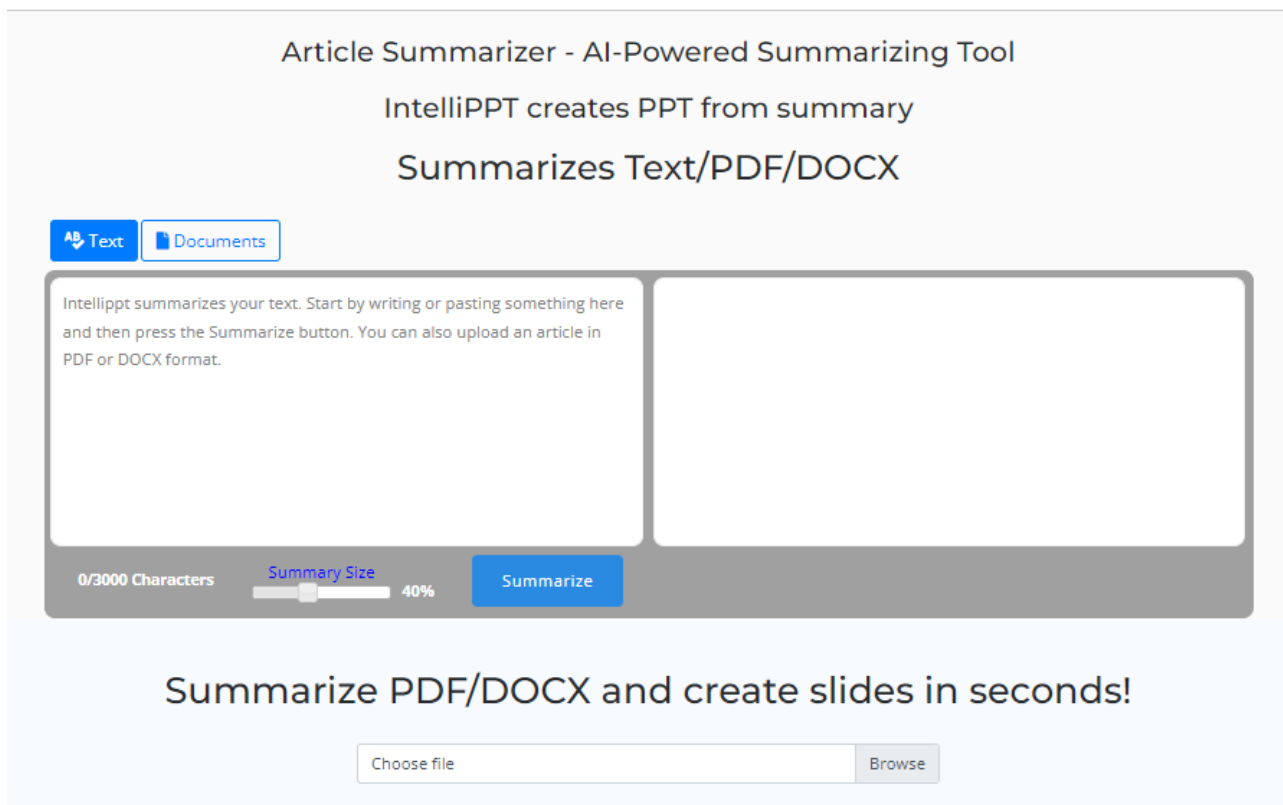 Article Summarizer - AI-Powered Summarizing Tool
IntelliPPT creates PPT from summary
Summarizes Text/PDF/DOCX
Text
Documents
Intellippt summarizes your text. Start by writing or pasting something here
and then press the Summarize button. You can also upload an article in
PDF or DOCX format.
0/3000 Characters
Summary Size
40%
Summarize
Summarize PDF/DOCX and create slides in seconds!
Choose file
Browse